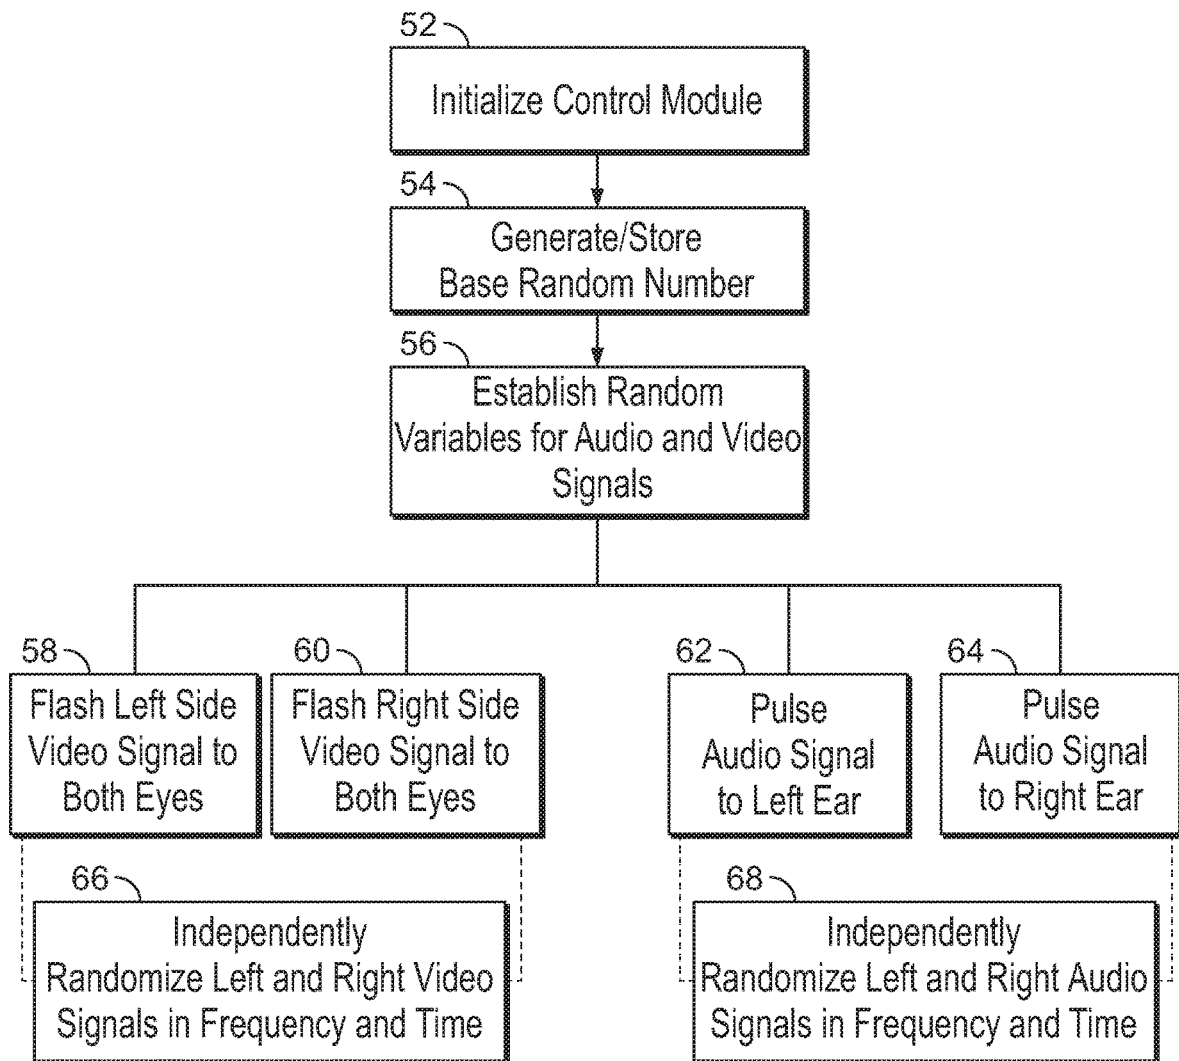 52
Initialize Control Module
54
Generate/Store
Base Random Number
56
Establish Random
Variables for Audio and Video
Signals
58
Flash Left Side
Video Signal to
Both Eyes
60
Flash Right Side
Video Signal to
Both Eyes
62
Pulse
Audio Signal
to Left Ear
64
Pulse
Audio Signal
to Right Ear
66
Independently
Randomize Left and Right Video
Signals in Frequency and Time
68
Independently
Randomize Left and Right Audio
Signals in Frequency and Time